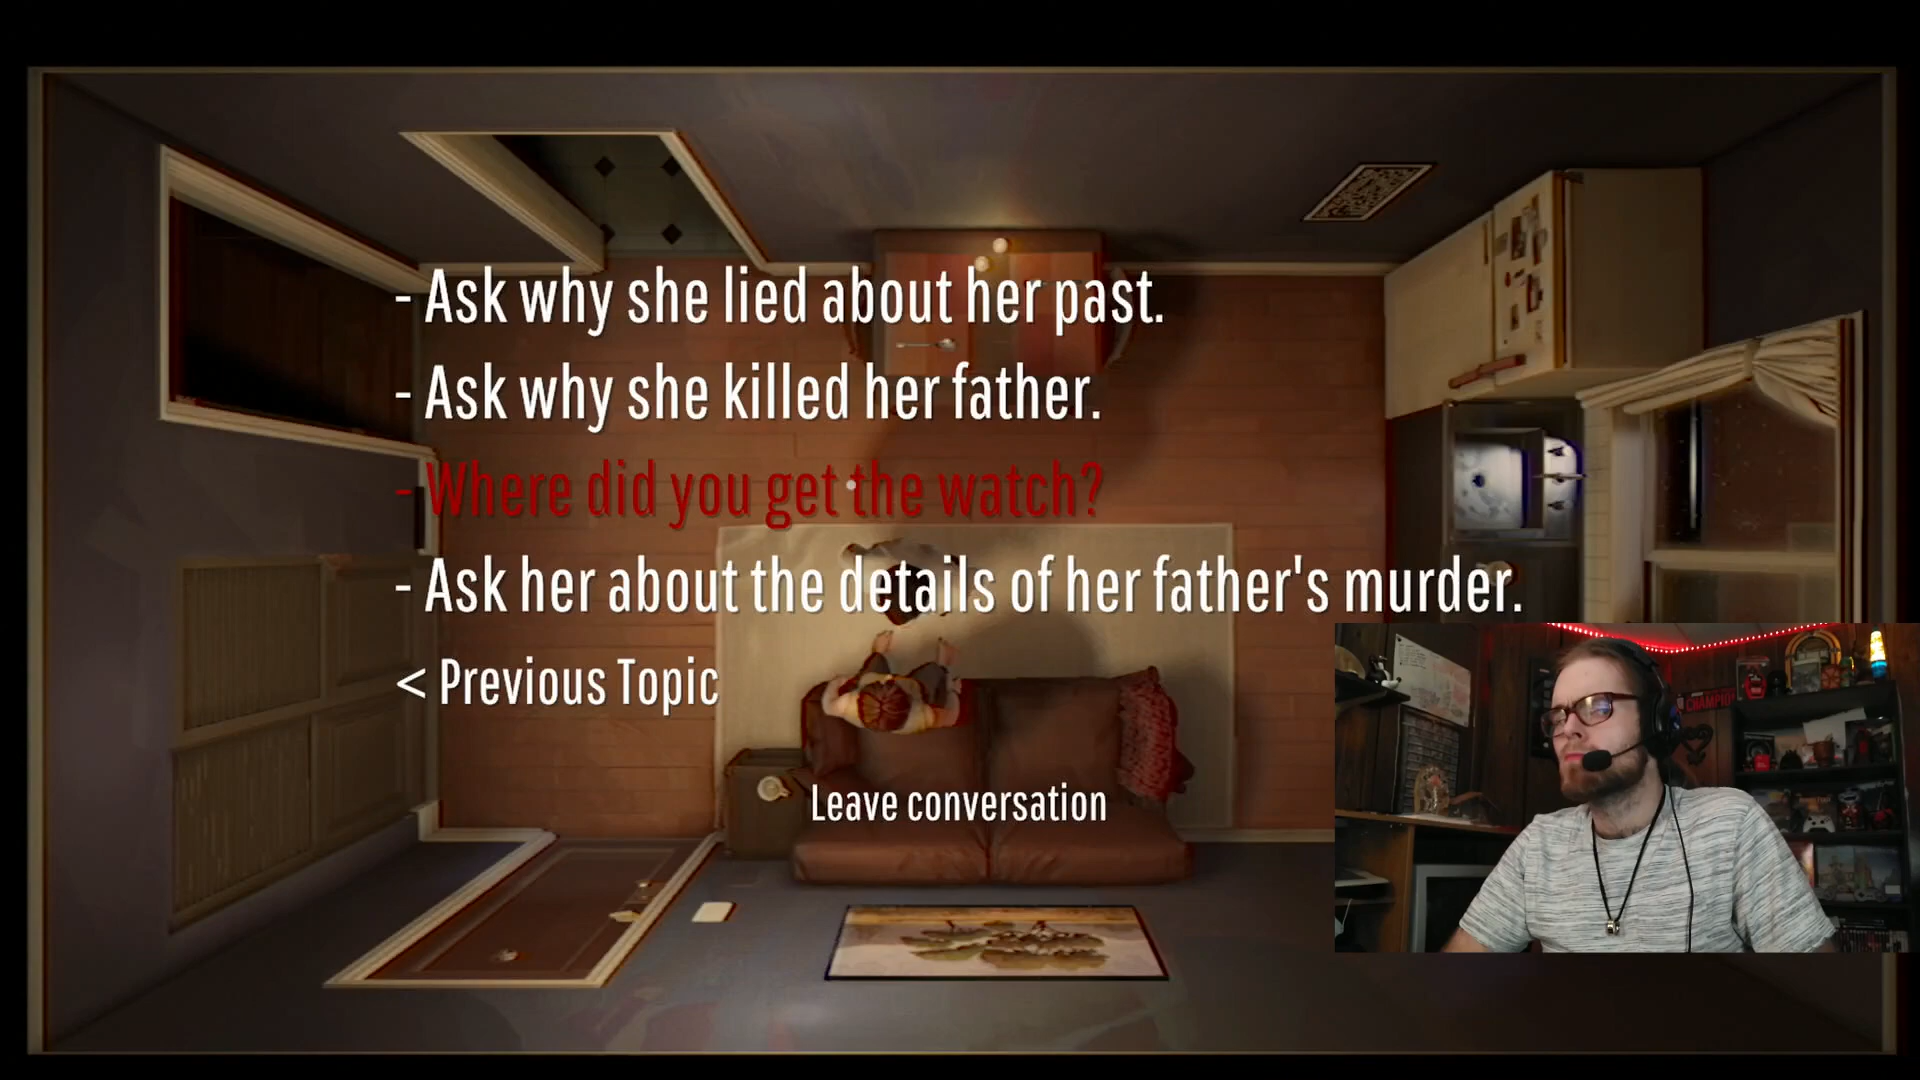 - Ask why she lied about her past.
- Ask why she killed her father.
- Where did you get the watch?
- Ask her about the details of her father's murder.
< Previous Topic
Leave conversation
CHAMPION